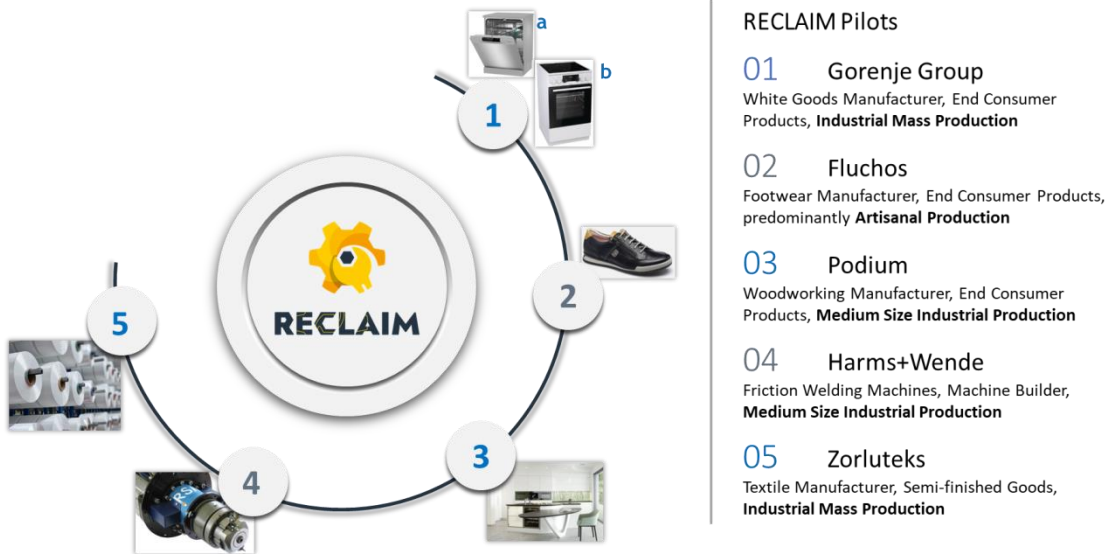 a
b
1
2
3
4
5
RECLAIM
RSM
RECLAIM Pilots
01 Gorenje Group
White Goods Manufacturer, End Consumer
Products, Industrial Mass Production
02 Fluchos
Footwear Manufacturer, End Consumer Products,
predominantly Artisanal Production
03 Podium
Woodworking Manufacturer, End Consumer
Products, Medium Size Industrial Production
04 Harms+Wende
Friction Welding Machines, Machine Builder,
Medium Size Industrial Production
05 Zorluteks
Textile Manufacturer, Semi-finished Goods,
Industrial Mass Production